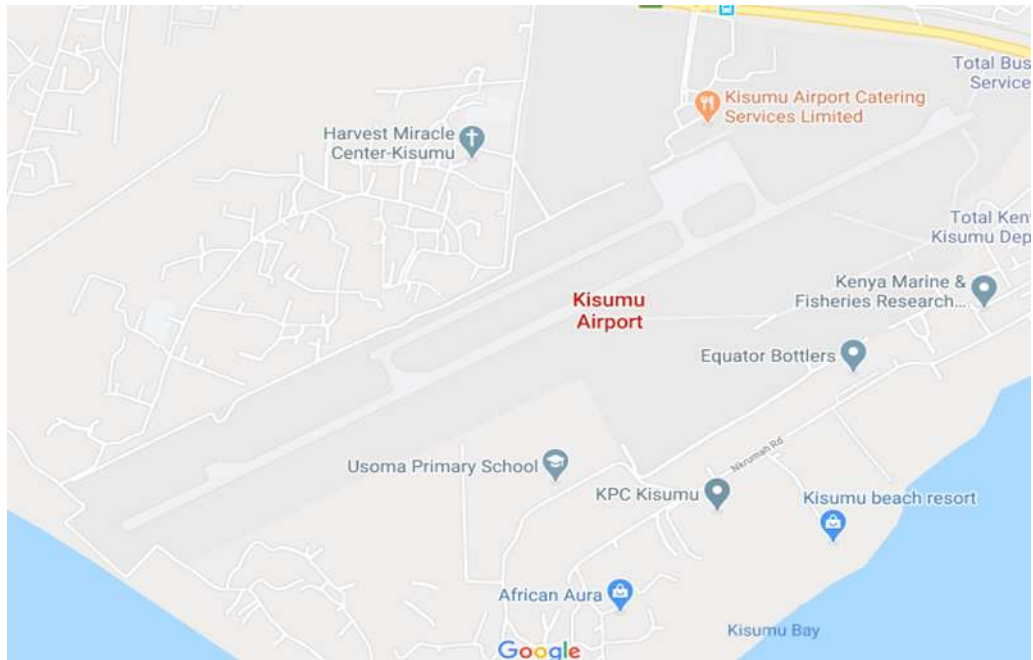 Total Bus
Service
Kisumu Airport Catering
Services Limited
Harvest Miracle
Center-Kisumu
Total Keny
Kisumu Dep
Kenya Marine &
Fisheries Research...
Kisumu
Airport
Equator Bottlers
Nkrumah Rd
Usoma Primary School
KPC Kisumu
Kisumu beach resort
African Aura
Kisumu Bay
Google